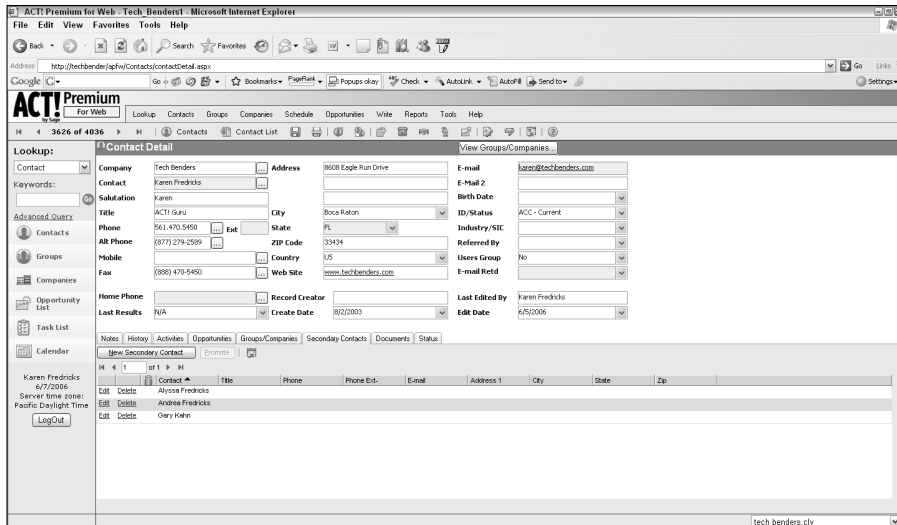 ACT! Premium for Web - Tech_Benders1 - Microsoft Internet Explorer
File Edit View Favorites Tools Help
Back Search Favorites
Address http://techbender/apfw/Contacts/contactDetail.aspx Go Links
Google G Go Bookmarks PageRank Popups okay Check AutoLink AutoFill Send to Settings
ACT! Premium
by Sage For Web Lookup Contacts Groups Companies Schedule Opportunities Write Reports Tools Help
3626 of 4036 Contacts Contact List
Lookup: Contact Detail View Groups/Companies...
Contact Company Tech Benders ... Address 8608 Eagle Run Drive E-mail karen@techbenders.com
Keywords: Contact Karen Fredricks ... E-Mail 2
Go Salutation Karen Birth Date
Advanced Query Title ACT! Guru City Boca Raton ID/Status ACC - Current
Contacts Phone 561.470.5450 ... Ext State FL Industry/SIC
Alt Phone (877) 279-2589 ... ZIP Code 33434 Referred By
Groups Mobile ... Country US Users Group No
Companies Fax (888) 470-5450 ... Web Site www.techbenders.com E-mail Retd
Opportunity List Home Phone ... Record Creator Last Edited By Karen Fredricks
Last Results N/A Create Date 8/2/2003 Edit Date 6/5/2006
Task List
Notes History Activities Opportunities Groups/Companies Secondary Contacts Documents Status
Calendar New Secondary Contact Promote
1 of 1
Karen Fredricks Contact Title Phone Phone Ext- E-mail Address 1 City State Zip
6/7/2006 Edit Delete Alyssa Fredricks
Server time zone: Edit Delete Andrea Fredricks
Pacific Daylight Time Edit Delete Gary Kahn
LogOut
tech benders.cly